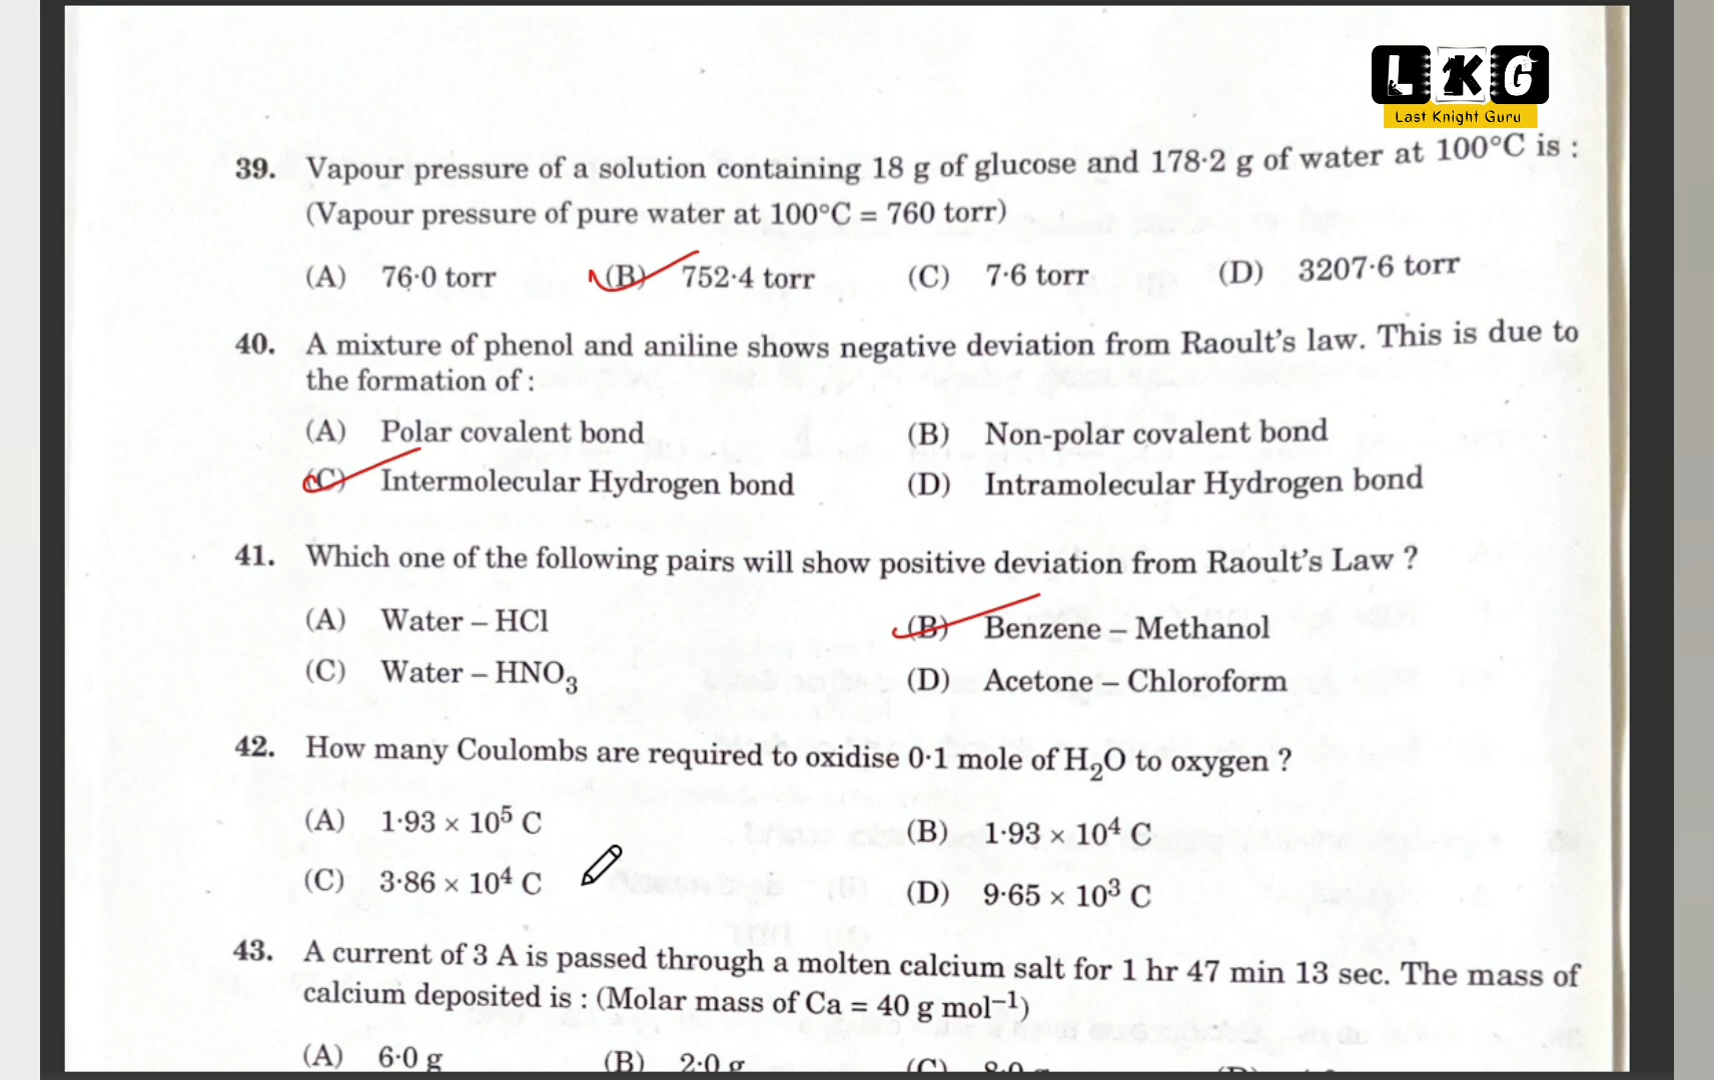 LKG
Last Knight Guru
39. Vapour pressure of a solution containing 18 g of glucose and 178·2 g of water at 100°C is :
(Vapour pressure of pure water at 100°C = 760 torr)
(A) 76·0 torr (B) 752·4 torr (C) 7·6 torr (D) 3207·6 torr
40. A mixture of phenol and aniline shows negative deviation from Raoult's law. This is due to
the formation of :
(A) Polar covalent bond (B) Non-polar covalent bond
(C) Intermolecular Hydrogen bond (D) Intramolecular Hydrogen bond
41. Which one of the following pairs will show positive deviation from Raoult's Law ?
(A) Water – HCl (B) Benzene – Methanol
(C) Water – HNO₃ (D) Acetone – Chloroform
42. How many Coulombs are required to oxidise 0·1 mole of H₂O to oxygen ?
(A) 1·93 × 10⁵ C (B) 1·93 × 10⁴ C
(C) 3·86 × 10⁴ C (D) 9·65 × 10³ C
43. A current of 3 A is passed through a molten calcium salt for 1 hr 47 min 13 sec. The mass of
calcium deposited is : (Molar mass of Ca = 40 g mol⁻¹)
(A) 6·0 g (B) 2·0 g (C)